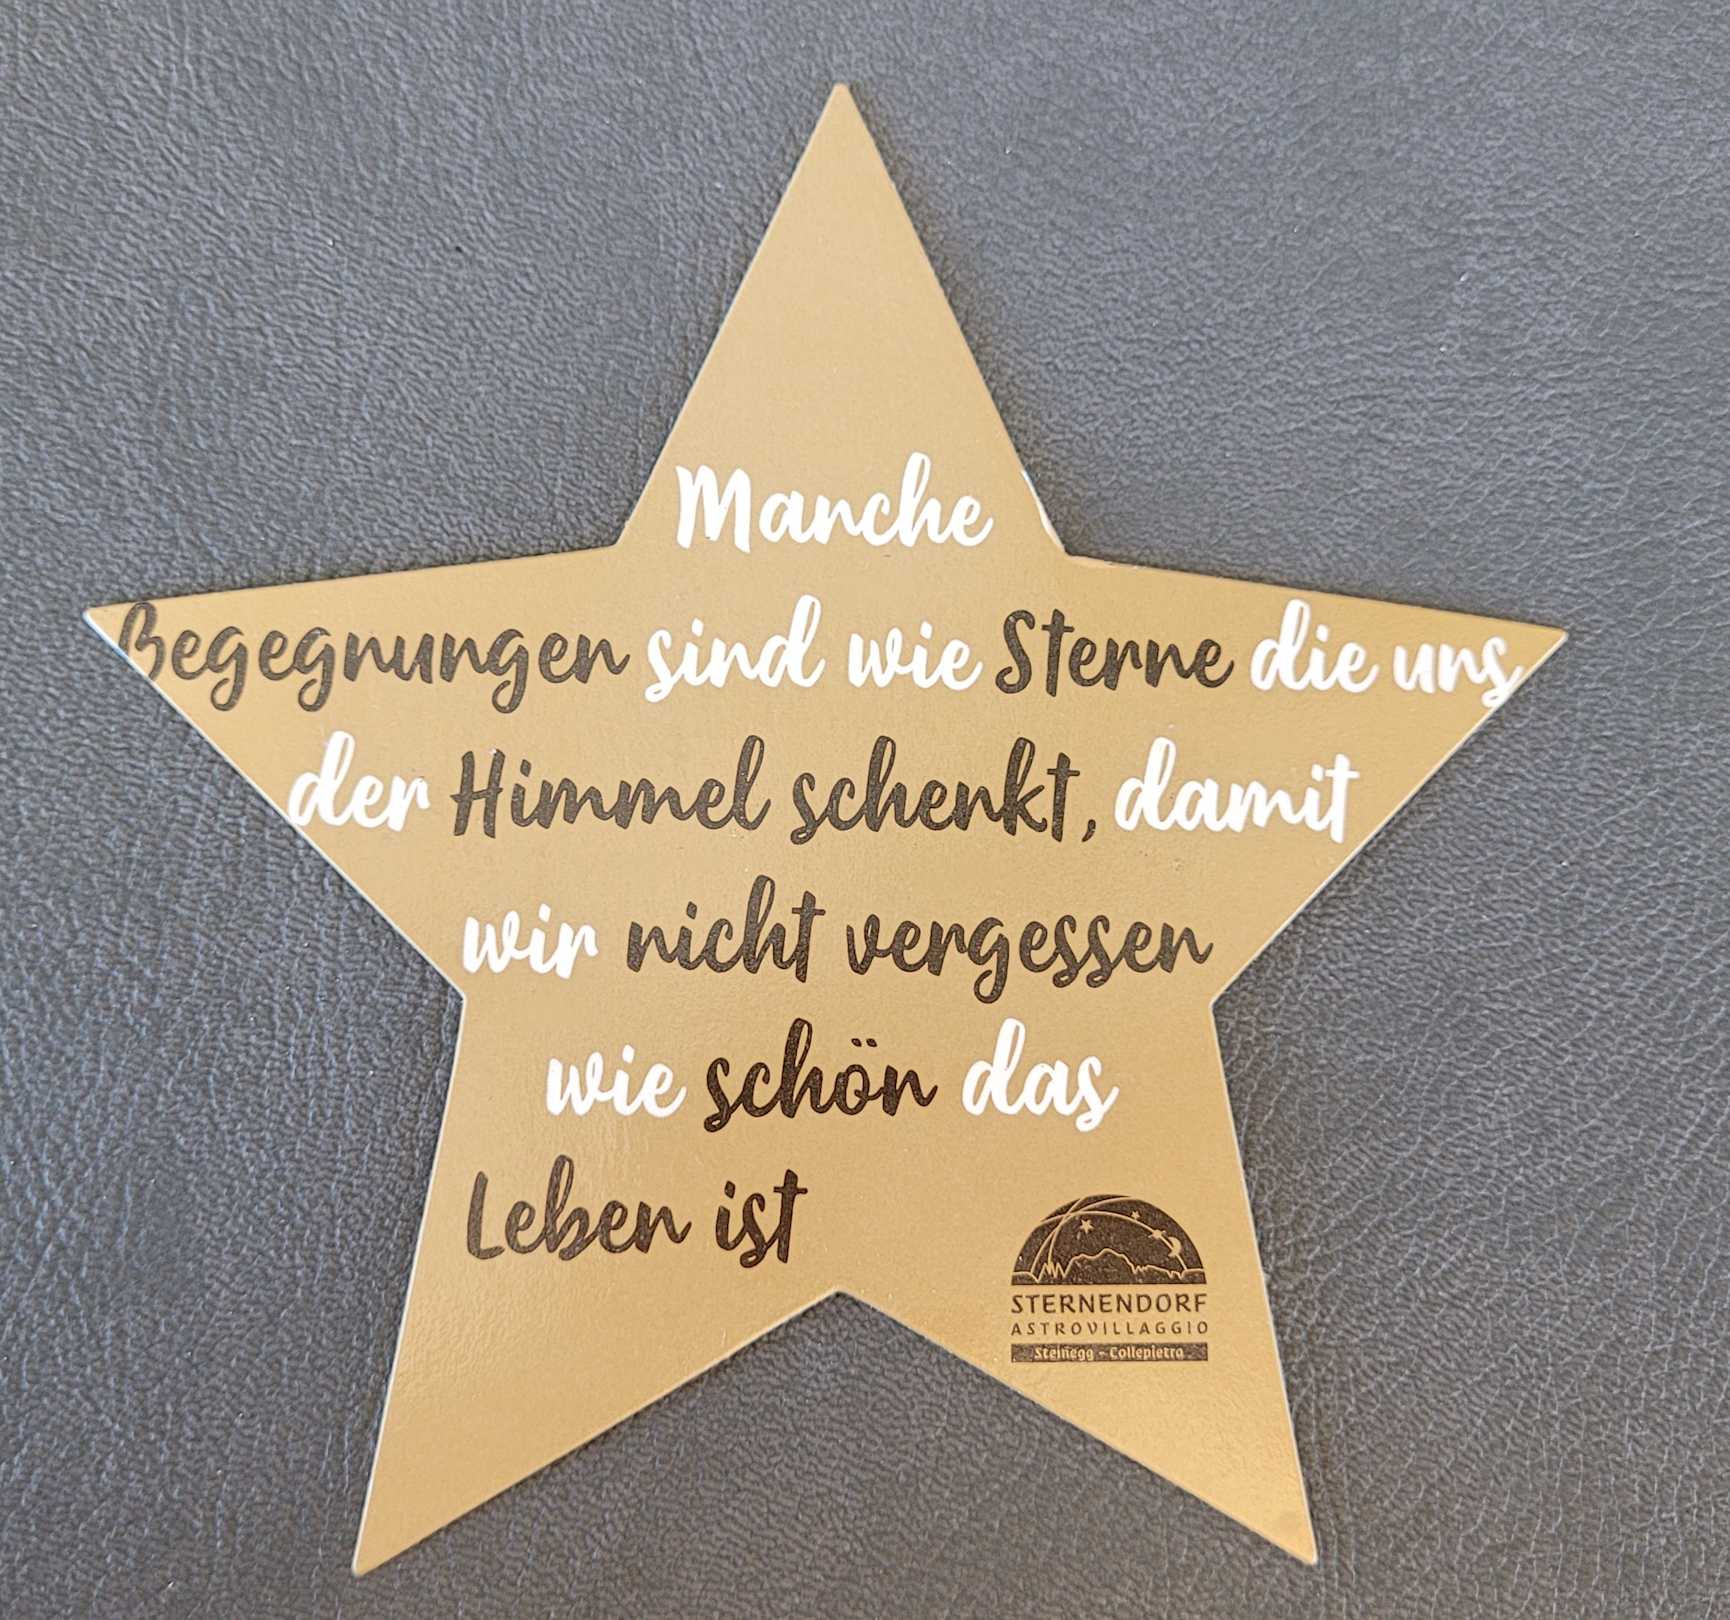 Manche
Begegnungen sind wie Sterne die uns
der Himmel schenkt, damit
wir nicht vergessen
wie schön das
Leben ist
STERNENDORF
ASTROVILLAGGIO
Steinegg - Collepietra